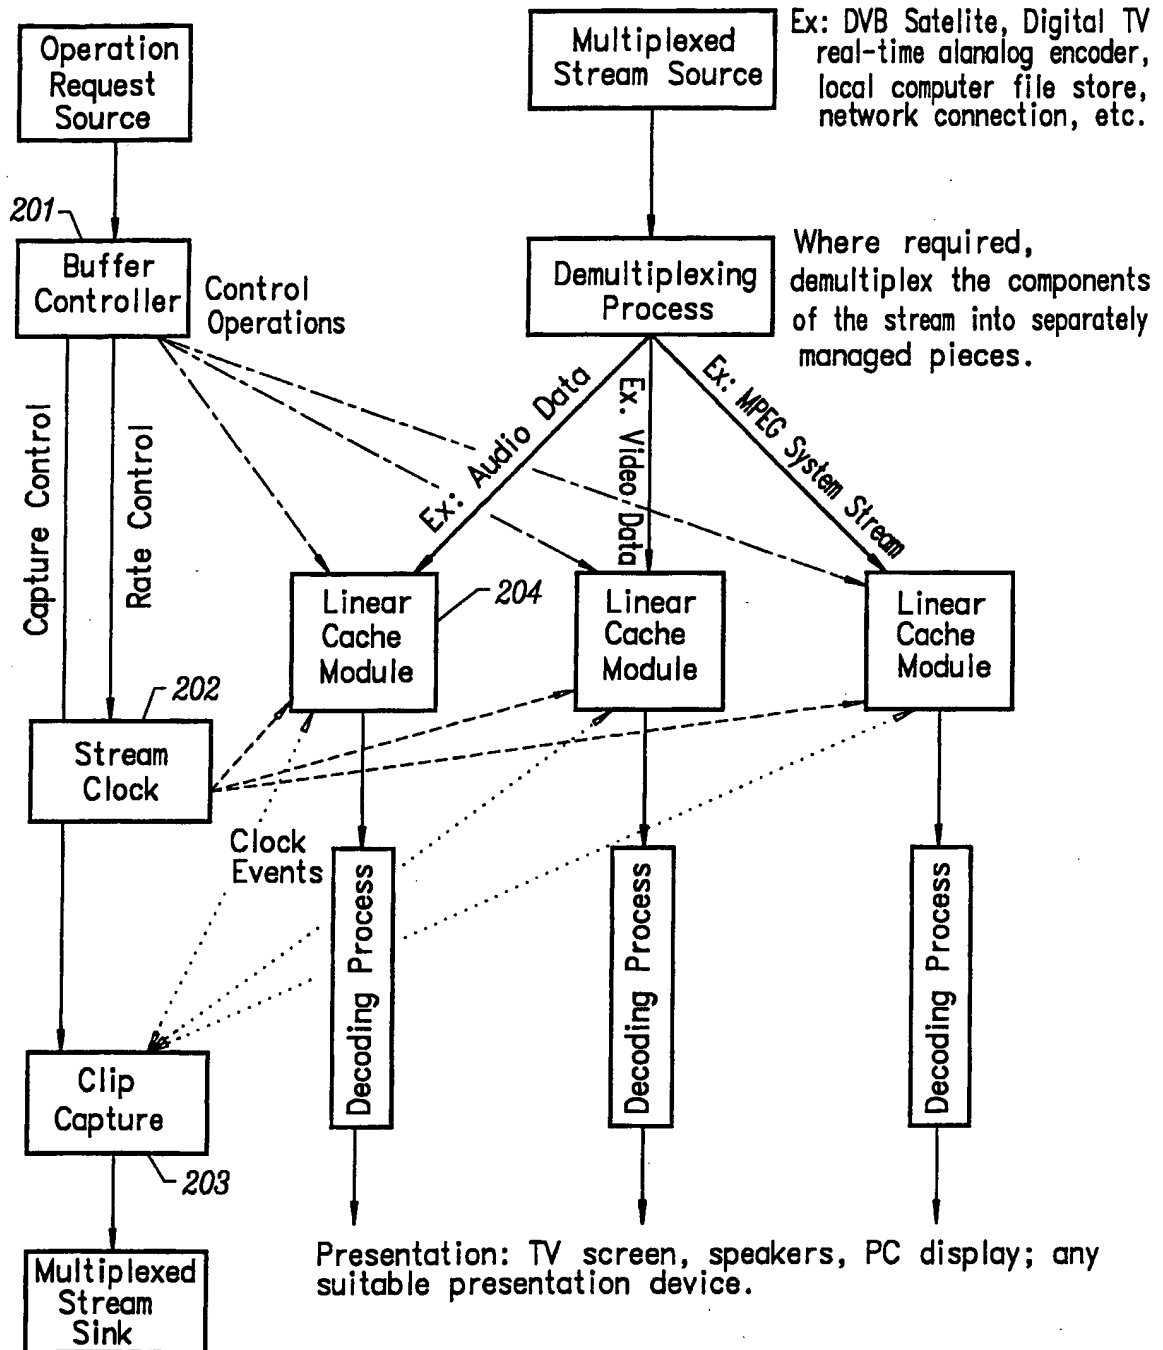 Operation
Request
Source
Multiplexed
Stream Source
Ex: DVB Satelite, Digital TV
real-time alanalog encoder,
local computer file store,
network connection, etc.
201
Buffer
Controller
Control
Operations
Demultiplexing
Process
Where required,
demultiplex the components
of the stream into separately
managed pieces.
Capture Control
Rate Control
Ex: Audio Data
Ex. Video Data
Ex: MPEG System Stream
Linear
Cache
Module
204
Linear
Cache
Module
Linear
Cache
Module
202
Stream
Clock
Clock
Events
Decoding Process
Decoding Process
Decoding Process
Clip
Capture
203
Multiplexed
Stream
Sink
Presentation: TV screen, speakers, PC display; any
suitable presentation device.